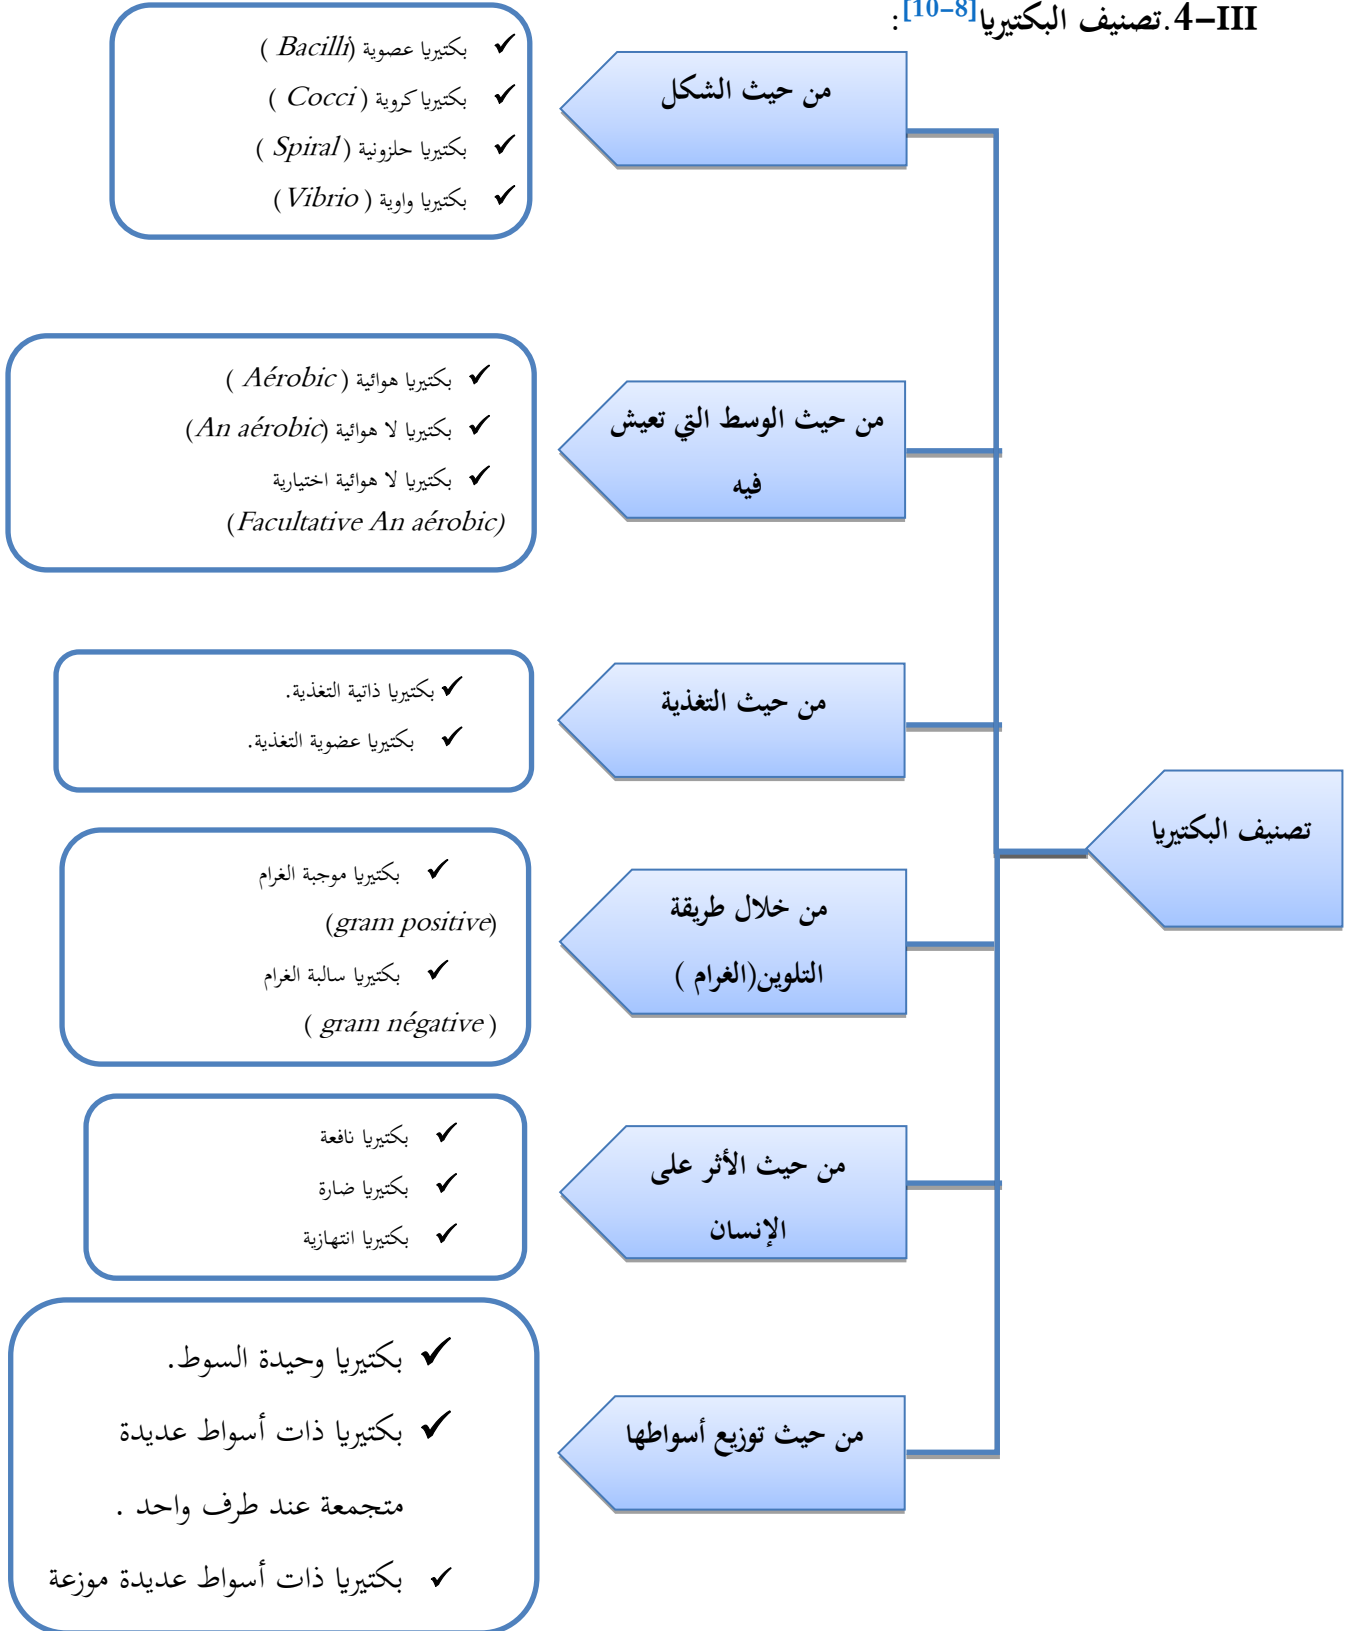 4-III.تصنيف البكتيريا[8-10]:
تصنيف البكتيريا
من حيث الشكل
✓ بكتيريا عصوية (Bacilli )
✓ بكتيريا كروية ( Cocci )
✓ بكتيريا حلزونية ( Spiral )
✓ بكتيريا واوية ( Vibrio )
من حيث الوسط التي تعيش
فيه
✓ بكتيريا هوائية ( Aérobic )
✓ بكتيريا لا هوائية (An aérobic)
✓ بكتيريا لا هوائية اختيارية
(Facultative An aérobic)
من حيث التغذية
✓ بكتيريا ذاتية التغذية.
✓ بكتيريا عضوية التغذية.
من خلال طريقة
التلوين(الغرام )
✓ بكتيريا موجبة الغرام
(gram positive)
✓ بكتيريا سالبة الغرام
( gram négative )
من حيث الأثر على
الإنسان
✓ بكتيريا نافعة
✓ بكتيريا ضارة
✓ بكتيريا انتهازية
من حيث توزيع أسواطها
✓ بكتيريا وحيدة السوط.
✓ بكتيريا ذات أسواط عديدة
متجمعة عند طرف واحد .
✓ بكتيريا ذات أسواط عديدة موزعة